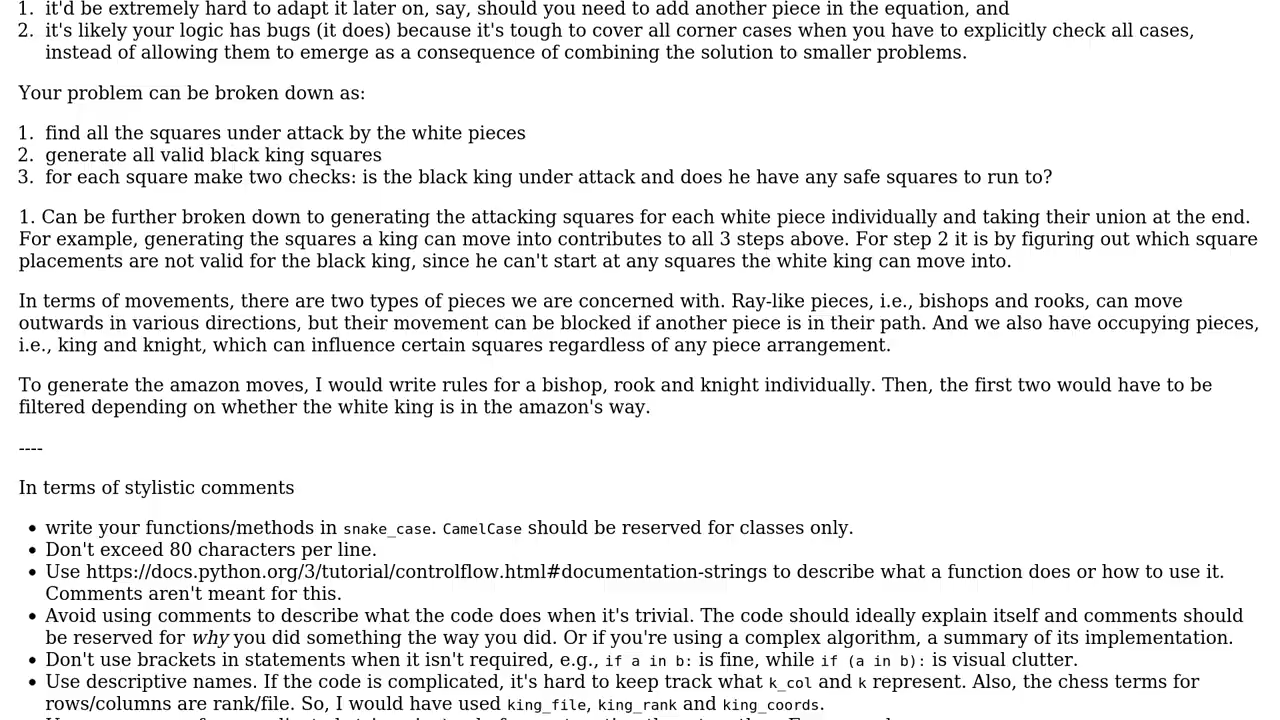 1. it'd be extremely hard to adapt it later on, say, should you need to add another piece in the equation, and
2. it's likely your logic has bugs (it does) because it's tough to cover all corner cases when you have to explicitly check all cases,
instead of allowing them to emerge as a consequence of combining the solution to smaller problems.
Your problem can be broken down as:
1. find all the squares under attack by the white pieces
2. generate all valid black king squares
3. for each square make two checks: is the black king under attack and does he have any safe squares to run to?
1. Can be further broken down to generating the attacking squares for each white piece individually and taking their union at the end.
For example, generating the squares a king can move into contributes to all 3 steps above. For step 2 it is by figuring out which square
placements are not valid for the black king, since he can't start at any squares the white king can move into.
In terms of movements, there are two types of pieces we are concerned with. Ray-like pieces, i.e., bishops and rooks, can move
outwards in various directions, but their movement can be blocked if another piece is in their path. And we also have occupying pieces,
i.e., king and knight, which can influence certain squares regardless of any piece arrangement.
To generate the amazon moves, I would write rules for a bishop, rook and knight individually. Then, the first two would have to be
filtered depending on whether the white king is in the amazon's way.
----
In terms of stylistic comments
• write your functions/methods in snake_case. CamelCase should be reserved for classes only.
• Don't exceed 80 characters per line.
• Use https://docs.python.org/3/tutorial/controlflow.html#documentation-strings to describe what a function does or how to use it.
Comments aren't meant for this.
• Avoid using comments to describe what the code does when it's trivial. The code should ideally explain itself and comments should
be reserved for why you did something the way you did. Or if you're using a complex algorithm, a summary of its implementation.
• Don't use brackets in statements when it isn't required, e.g., if a in b: is fine, while if (a in b): is visual clutter.
• Use descriptive names. If the code is complicated, it's hard to keep track what k_col and k represent. Also, the chess terms for
rows/columns are rank/file. So, I would have used king_file, king_rank and king_coords.